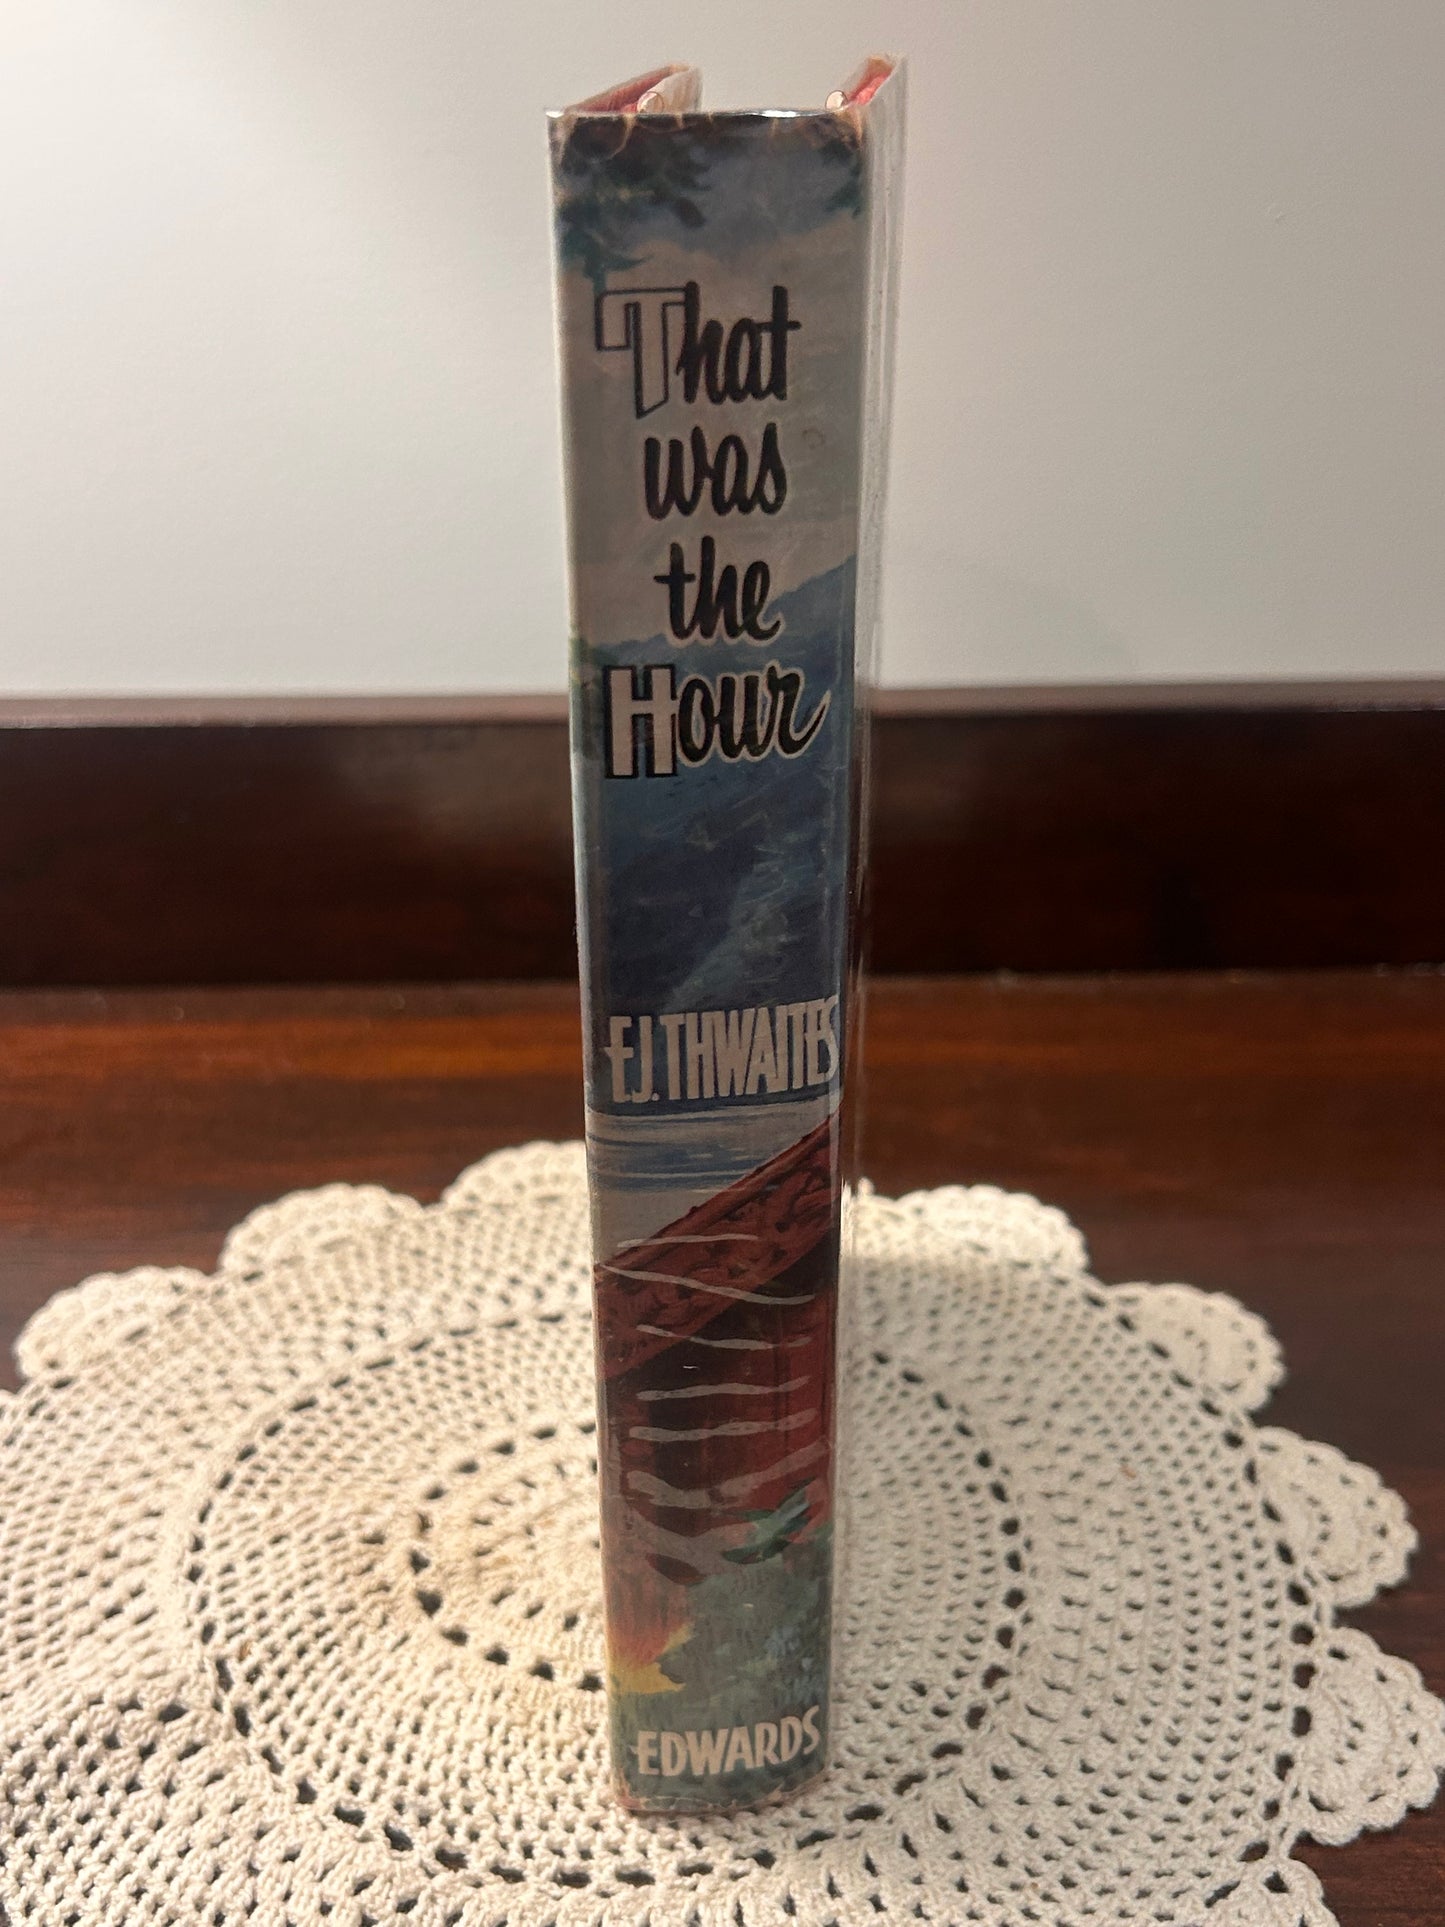 That
was
the
Hour
F.J. THWAITES
EDWARDS